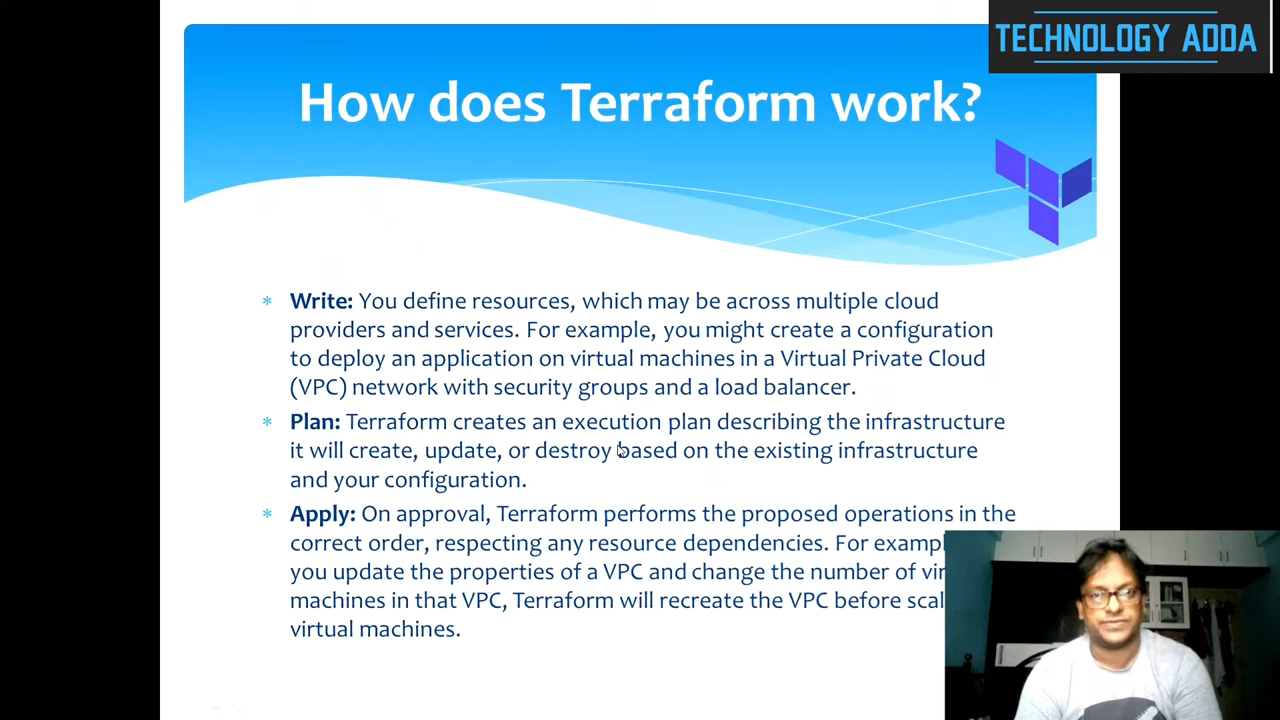 TECHNOLOGY ADDA
How does Terraform work?
Write: You define resources, which may be across multiple cloud
providers and services. For example, you might create a configuration
to deploy an application on virtual machines in a Virtual Private Cloud
(VPC) network with security groups and a load balancer.
Plan: Terraform creates an execution plan describing the infrastructure
it will create, update, or destroy based on the existing infrastructure
and your configuration.
Apply: On approval, Terraform performs the proposed operations in the
correct order, respecting any resource dependencies. For
you update the properties of a VPC and change the number of
machines in that VPC, Terraform will recreate the VPC before
virtual machines.